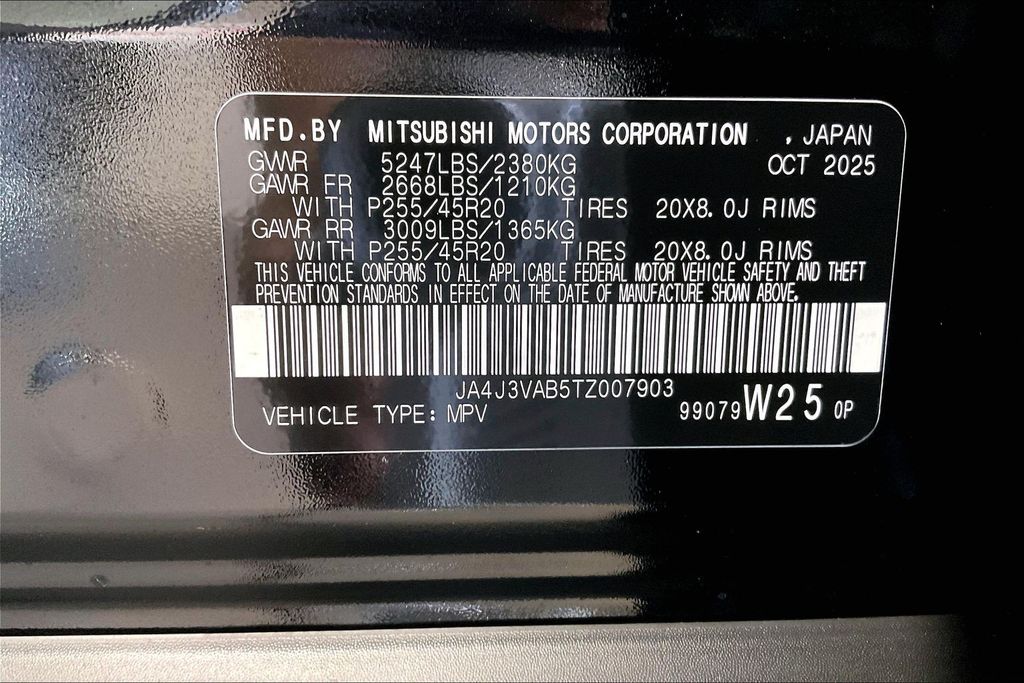 MFD.BY MITSUBISHI MOTORS CORPORATION , JAPAN
GVWR 5247LBS/2380KG OCT 2025
GAWR FR 2668LBS/1210KG
WITH P255/45R20 TIRES 20X8.0J RIMS
GAWR RR 3009LBS/1365KG
WITH P255/45R20 TIRES 20X8.0J RIMS
THIS VEHICLE CONFORMS TO ALL APPLICABLE FEDERAL MOTOR VEHICLE SAFETY AND THEFT
PREVENTION STANDARDS IN EFFECT ON THE DATE OF MANUFACTURE SHOWN ABOVE.
JA4J3VAB5TZ007903
VEHICLE TYPE: MPV 99079 W25 0P